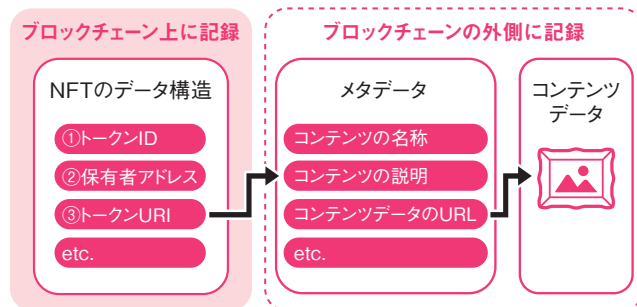 ブロックチェーン上に記録
ブロックチェーンの外側に記録
NFTのデータ構造
①トークンID
②保有者アドレス
③トークンURI
etc.
メタデータ
コンテンツの名称
コンテンツの説明
コンテンツデータのURL
etc.
コンテンツ
データ